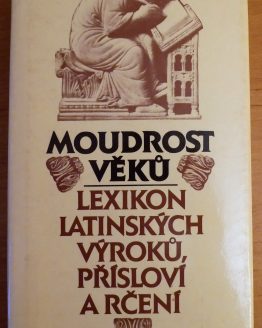 MOUDROST
VĚKŮ
LEXIKON
LATINSKÝCH
VÝROKŮ,
PŘÍSLOVÍ
A RČENÍ